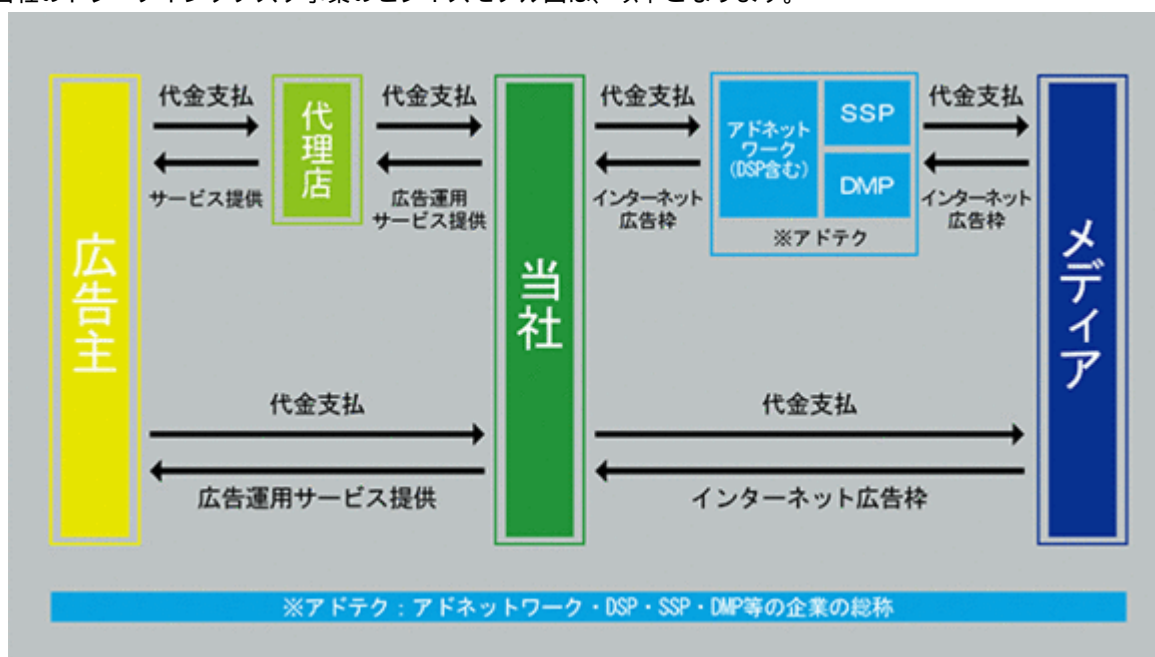 当社のトレーディングデスク事業のビジネスモデル図は、以下となります。
広告主
代金支払
サービス提供
代理店
代金支払
広告運用
サービス提供
当社
代金支払
インターネット
広告枠
アドネット
ワーク
(DSP含む)
SSP
DMP
※アドテク
代金支払
インターネット
広告枠
メディア
代金支払
広告運用サービス提供
代金支払
インターネット広告枠
※アドテク：アドネットワーク・DSP・SSP・DMP等の企業の総称